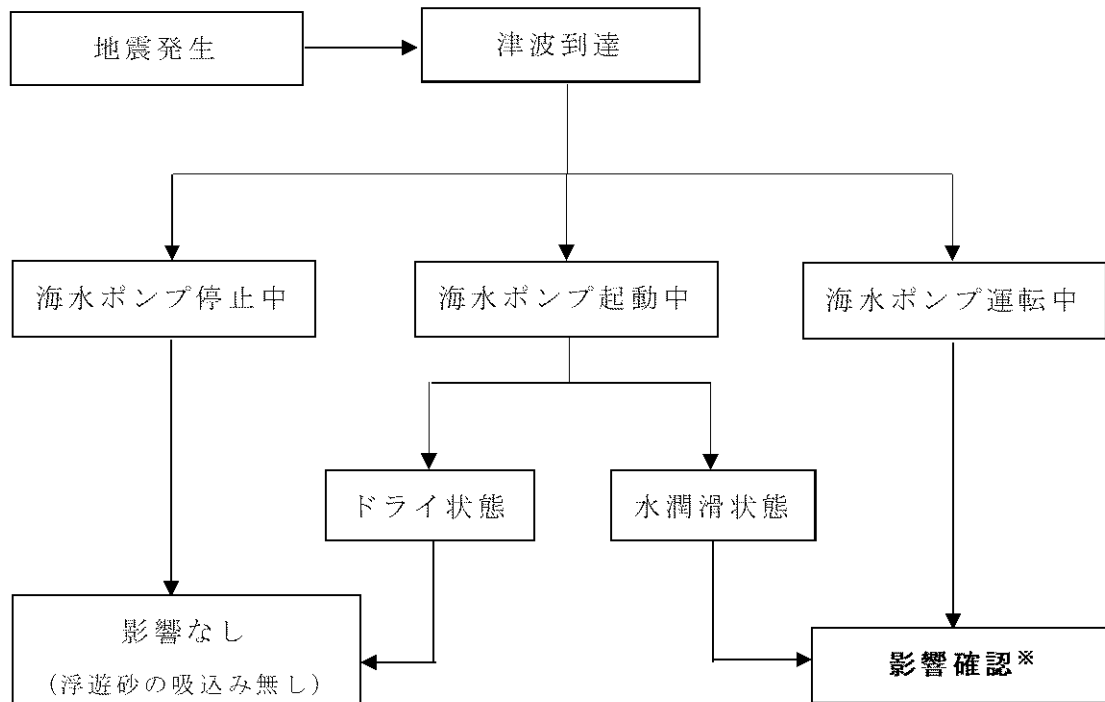 地震発生
津波到達
海水ポンプ停止中
海水ポンプ起動中
海水ポンプ運転中
ドライ状態
水潤滑状態
影響なし
(浮遊砂の吸込み無し)
影響確認※